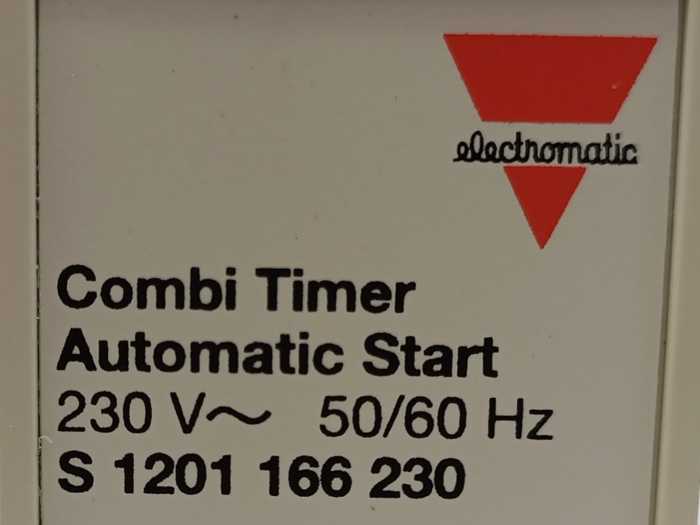 electromatic
Combi Timer
Automatic Start
230 V~ 50/60 Hz
S 1201 166 230